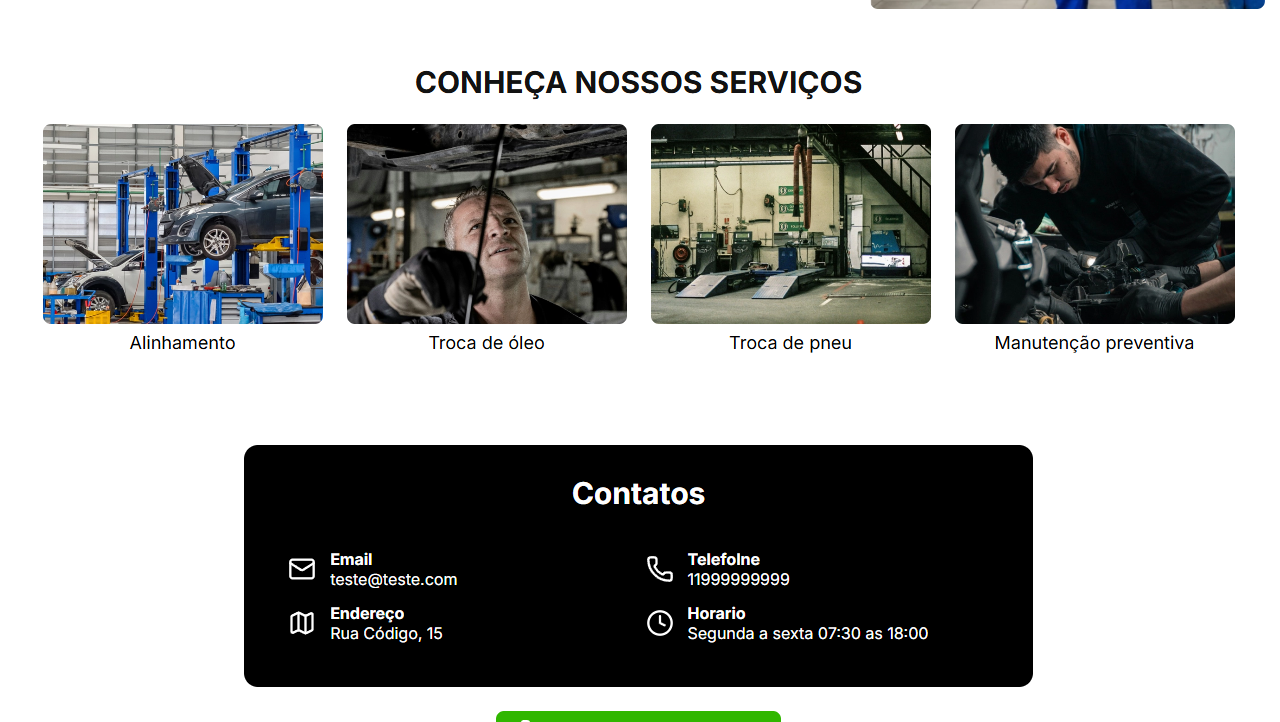 CONHEÇA NOSSOS SERVIÇOS
Alinhamento
Troca de óleo
Troca de pneu
Manutenção preventiva
Contatos
Email
teste@teste.com
Telefolne
11999999999
Endereço
Rua Código, 15
Horario
Segunda a sexta 07:30 as 18:00